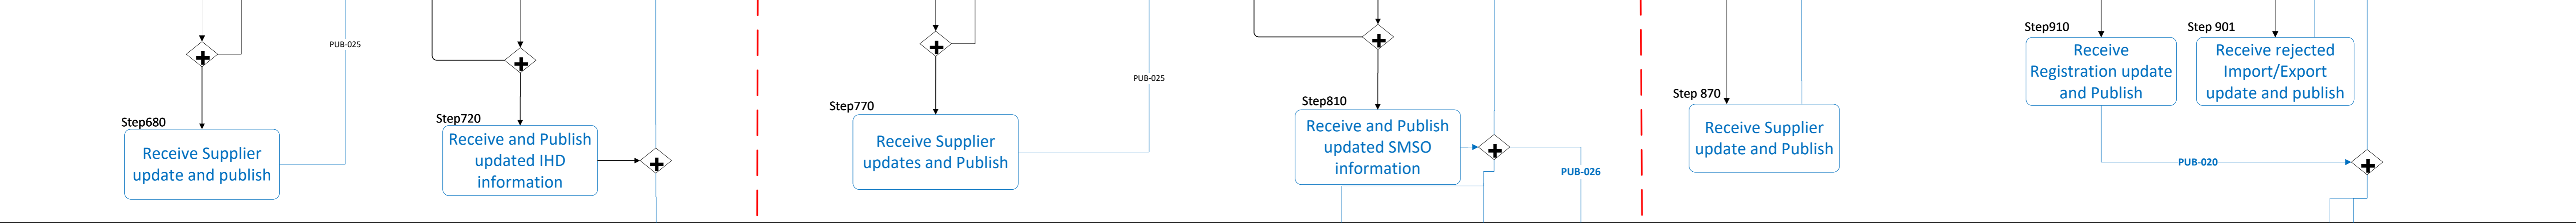 PUB-025
Step680
Receive Supplier
update and publish
Step720
Receive and Publish
updated IHD
information
Step770
Receive Supplier
updates and Publish
PUB-025
Step810
Receive and Publish
updated SMSO
information
PUB-026
Step 870
Receive Supplier
update and Publish
Step910
Receive
Registration update
and Publish
Step 901
Receive rejected
Import/Export
update and publish
PUB-020